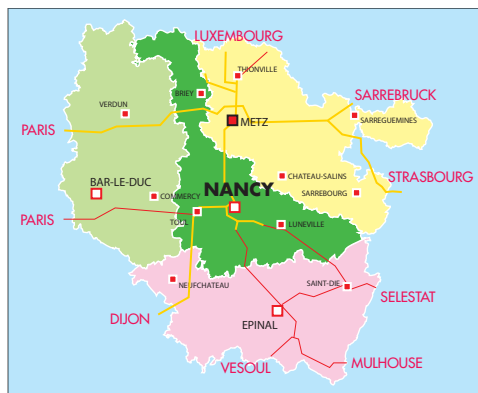 LUXEMBOURG
THIONVILLE
BRIEY
SARREBRUCK
VERDUN
METZ
SARREGUEMINES
PARIS
CHATEAU-SALINS
STRASBOURG
BAR-LE-DUC
NANCY
SARREBOURG
COMMERCY
PARIS
TOUL
LUNEVILLE
NEUFCHATEAU
SAINT-DIE
SELESTAT
DIJON
EPINAL
VESOUL
MULHOUSE